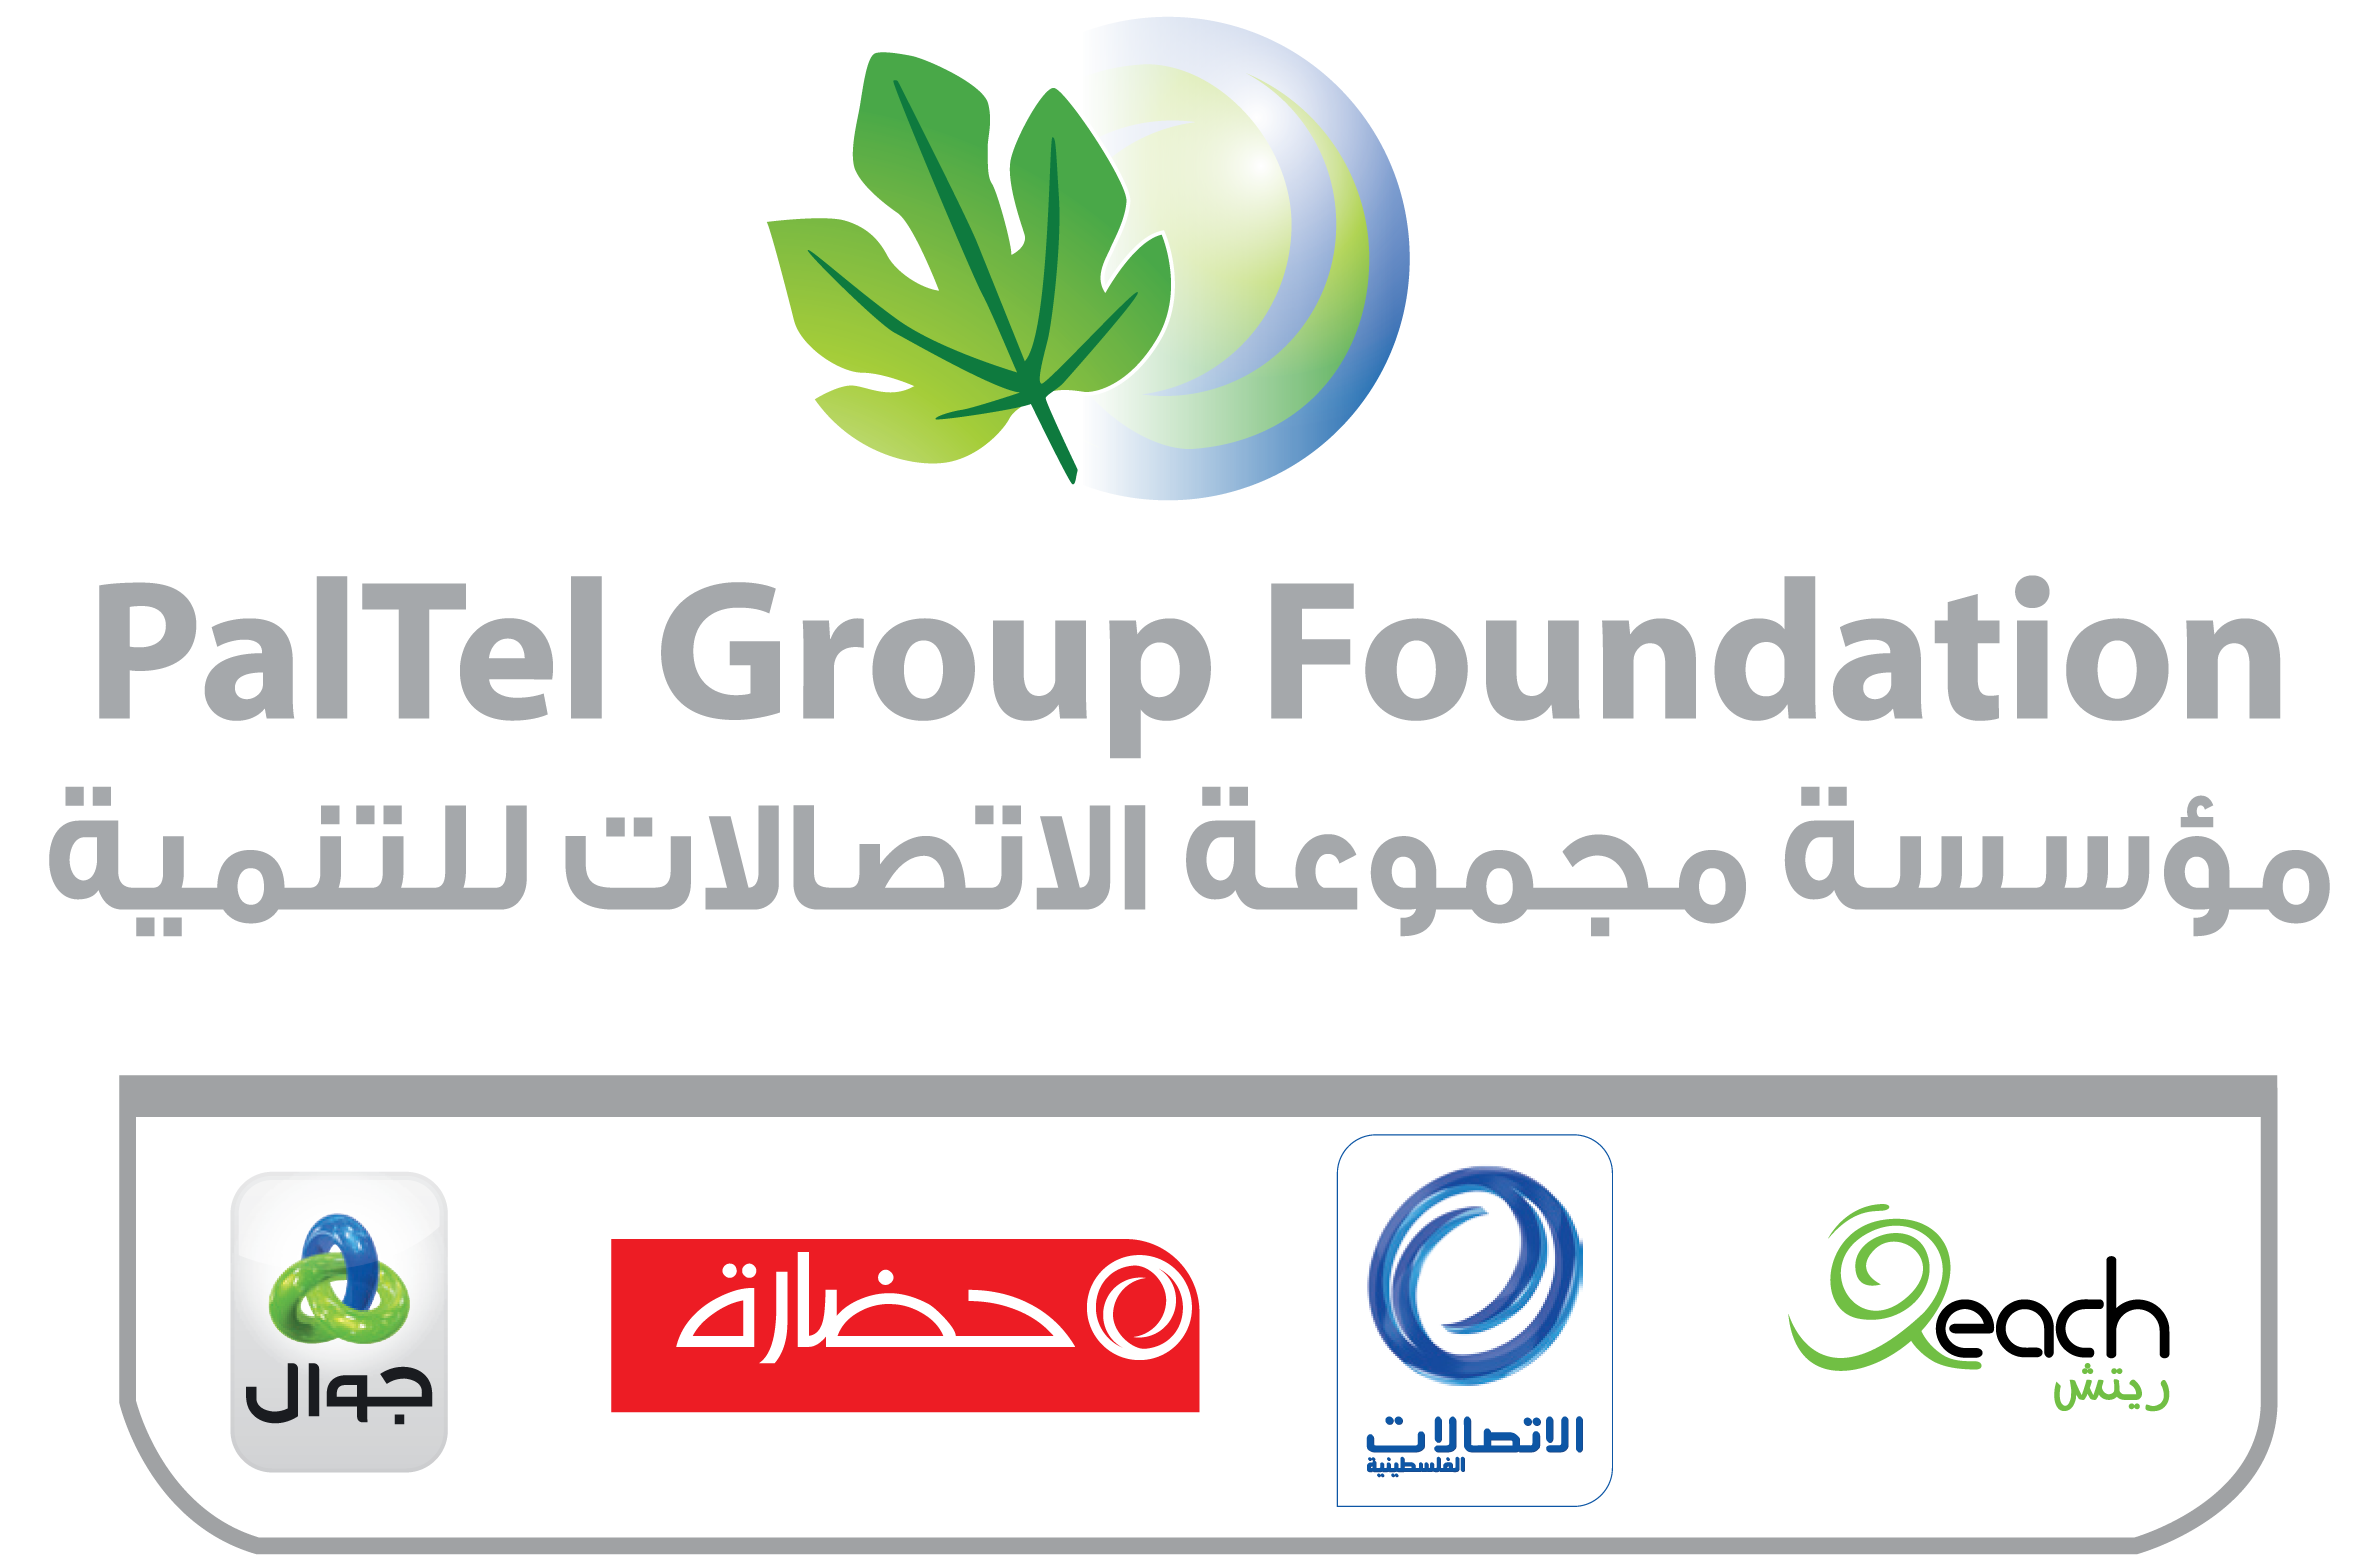 PalTel Group Foundation
مؤسسة مجموعة الاتصالات للتنمية
جوال
حضارة
الاتصالات
الفلسطينية
Reach
ريتش